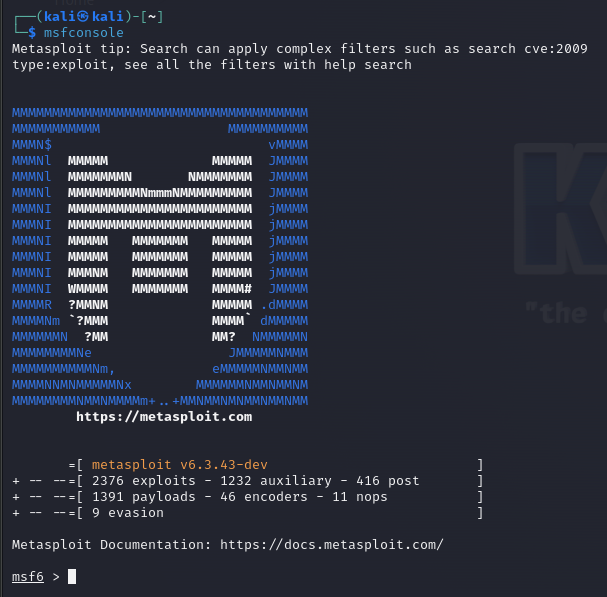 ┌──(kali㉿kali)-[~]
└─$ msfconsole
Metasploit tip: Search can apply complex filters such as search cve:2009
type:exploit, see all the filters with help search
MMMMMMMMMMMMMMMMMMMMMMMMMMMMMMMMMMMMM
MMMMMMMMMMM                MMMMMMMMMM
MMMN$                           vMMMM
MMMNl  MMMMM             MMMMM  JMMMM
MMMNl  MMMMMMMN       NMMMMMMM  JMMMM
MMMNl  MMMMMMMMMNmmmNMMMMMMMMM  JMMMM
MMMNI  MMMMMMMMMMMMMMMMMMMMMMM  jMMMM
MMMNI  MMMMMMMMMMMMMMMMMMMMMMM  jMMMM
MMMNI  MMMMM   MMMMMMM   MMMMM  jMMMM
MMMNI  MMMMM   MMMMMMM   MMMMM  jMMMM
MMMNI  MMMNM   MMMMMMM   MMMMM  jMMMM
MMMNI  WMMMM   MMMMMMM   MMMM#  JMMMM
MMMMR  ?MMNM             MMMMM .dMMMM
MMMMNm `?MMM             MMMM` dMMMMM
MMMMMMN  ?MM             MM?  NMMMMMN
MMMMMMMMNe                 JMMMMMNMMM
MMMMMMMMMMNm,            eMMMMMNMMNMM
MMMMNNMNMMMMMNx        MMMMMMNMMNMMNM
MMMMMMMMNMMNMMMMm+..+MMNMMNMNMMNMMNMM
https://metasploit.com
=[ metasploit v6.3.43-dev ]
+ -- --=[ 2376 exploits - 1232 auxiliary - 416 post ]
+ -- --=[ 1391 payloads - 46 encoders - 11 nops ]
+ -- --=[ 9 evasion ]
Metasploit Documentation: https://docs.metasploit.com/
msf6 >
"the